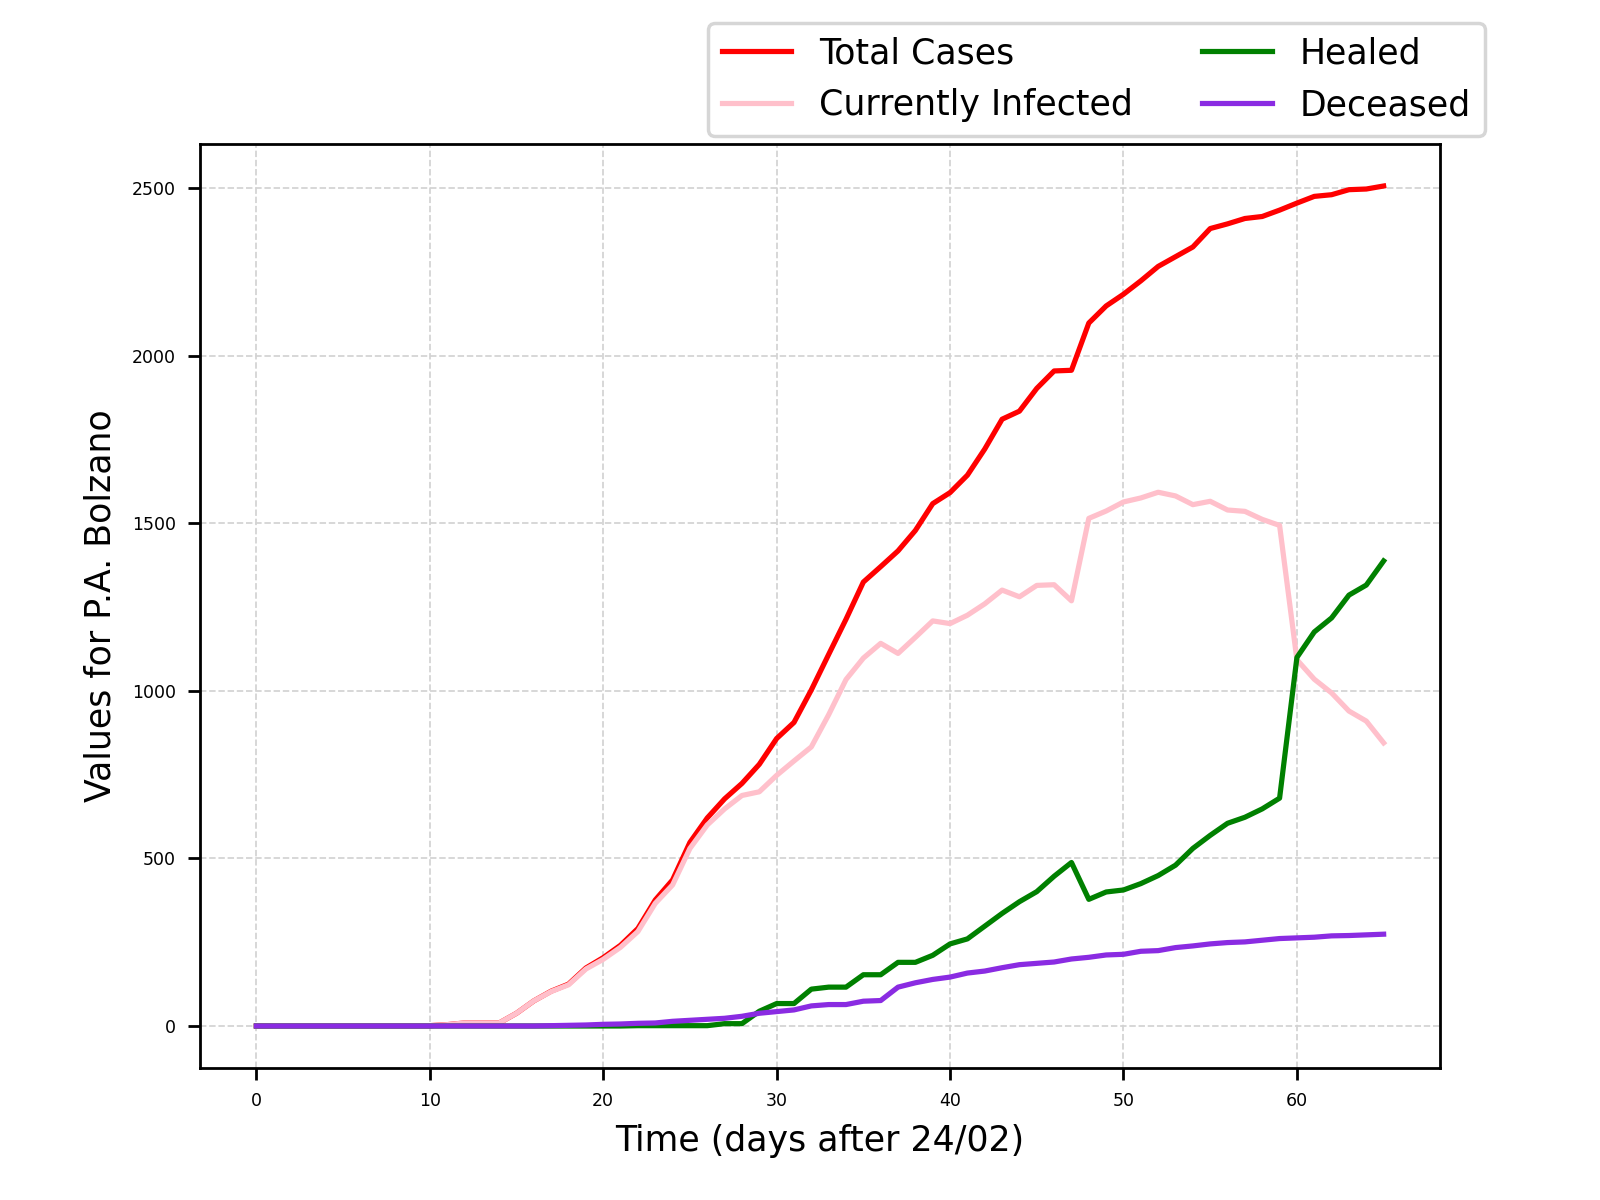 Total Cases
Currently Infected
Healed
Deceased
2500
2000
1500
1000
500
0
Values for P.A. Bolzano
0 10 20 30 40 50 60
Time (days after 24/02)